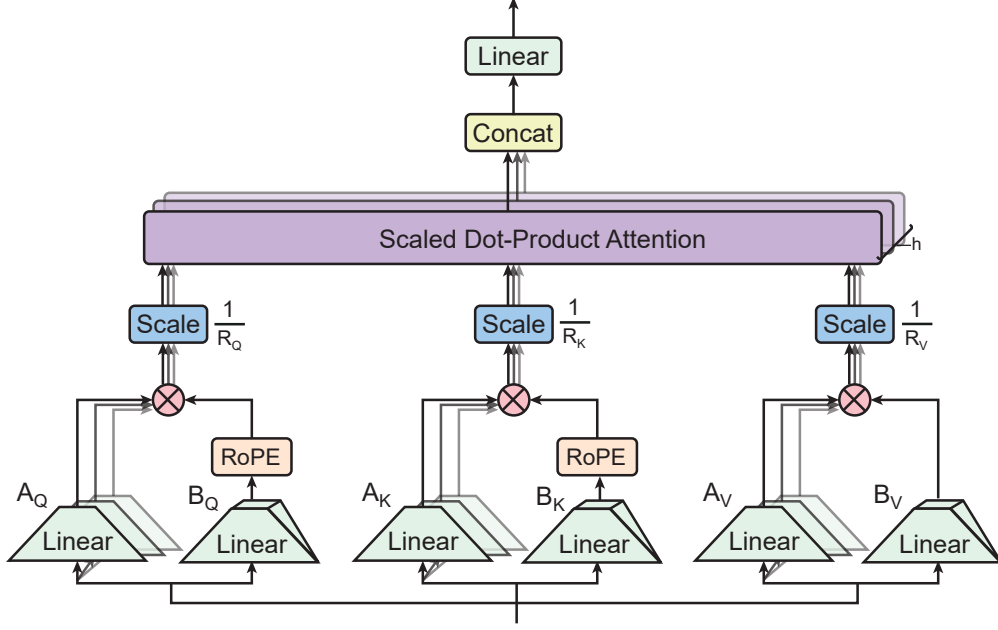 Linear
Concat
Scaled Dot-Product Attention
h
Scale 1/R_Q
Scale 1/R_K
Scale 1/R_V
RoPE
RoPE
A_Q
B_Q
A_K
B_K
A_V
B_V
Linear
Linear
Linear
Linear
Linear
Linear